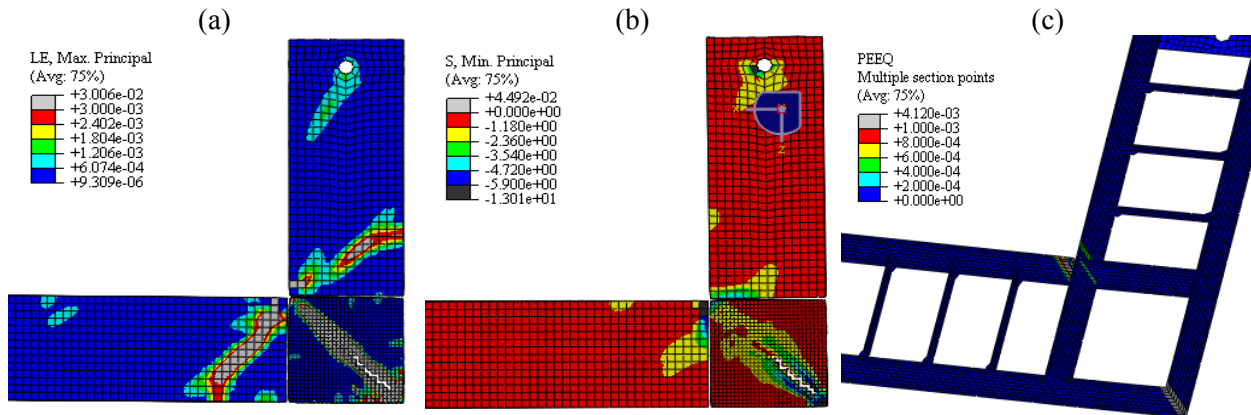 (a)
LE, Max. Principal
(Avg: 75%)
+3.006e-02
+3.000e-03
+2.402e-03
+1.804e-03
+1.206e-03
+6.074e-04
+9.309e-06
(b)
S, Min. Principal
(Avg: 75%)
+4.492e-02
+0.000e+00
-1.180e+00
-2.360e+00
-3.540e+00
-4.720e+00
-5.900e+00
-1.301e+01
Z
(c)
PEEQ
Multiple section points
(Avg: 75%)
+4.120e-03
+1.000e-03
+8.000e-04
+6.000e-04
+4.000e-04
+2.000e-04
+0.000e+00